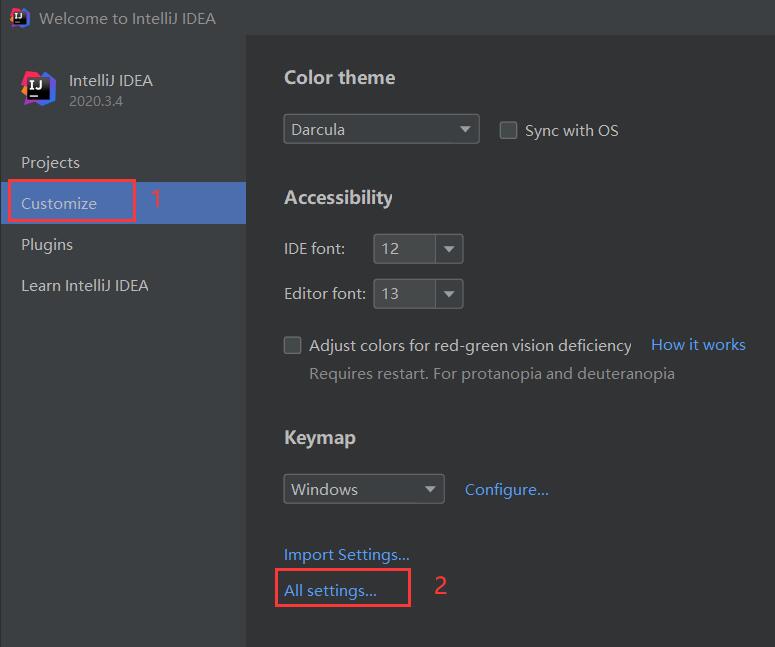 Welcome to IntelliJ IDEA
IJ
IntelliJ IDEA
2020.3.4
Projects
Customize 1
Plugins
Learn IntelliJ IDEA
Color theme
Darcula Sync with OS
Accessibility
IDE font: 12
Editor font: 13
Adjust colors for red-green vision deficiency How it works
Requires restart. For protanopia and deuteranopia
Keymap
Windows Configure...
Import Settings...
All settings... 2